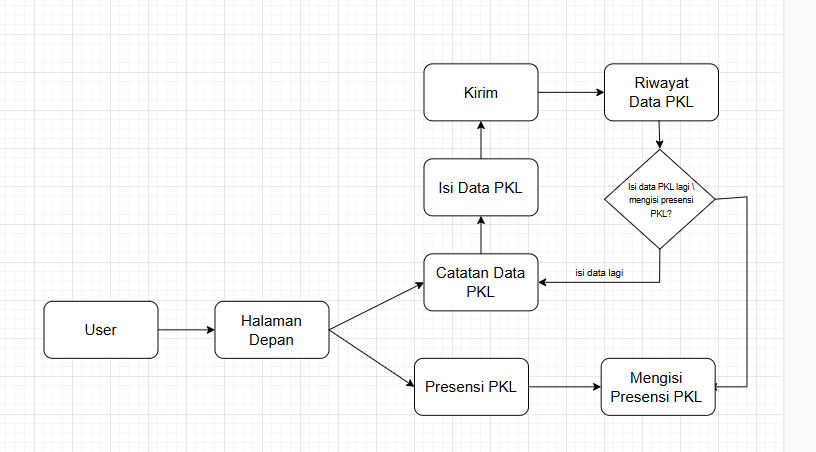 Kirim
Riwayat
Data PKL
Isi Data PKL
Isi data PKL lagi \
mengisi presensi
PKL?
Catatan Data
PKL
isi data lagi
User
Halaman
Depan
Presensi PKL
Mengisi
Presensi PKL